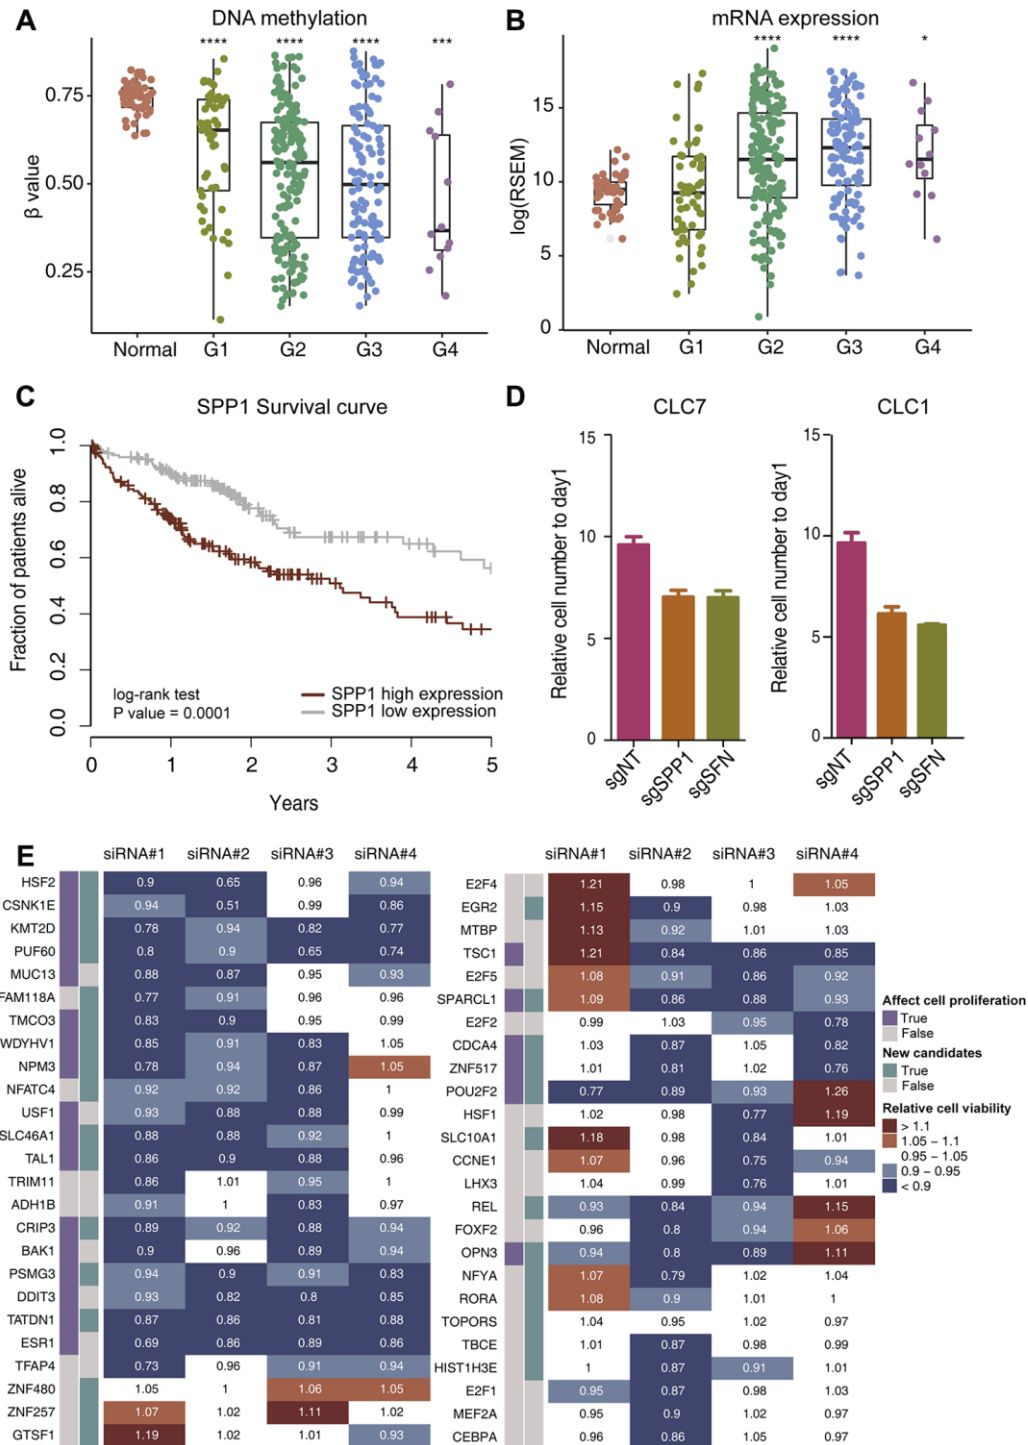 A
DNA methylation
**** **** **** ***
β value
0.75
0.50
0.25
Normal G1 G2 G3 G4
B
mRNA expression
**** **** *
log(RSEM)
15
10
5
0
Normal G1 G2 G3 G4
C
SPP1 Survival curve
Fraction of patients alive
1.0
0.8
0.6
0.4
0.2
0.0
log-rank test
P value = 0.0001
SPP1 high expression
SPP1 low expression
0 1 2 3 4 5
Years
D
CLC7
Relative cell number to day1
15
10
5
0
sgNT sgSPP1 sgSFN
CLC1
Relative cell number to day1
15
10
5
0
sgNT sgSPP1 sgSFN
E
siRNA#1 siRNA#2 siRNA#3 siRNA#4
HSF2 0.9 0.65 0.96 0.94
CSNK1E 0.94 0.51 0.99 0.86
KMT2D 0.78 0.94 0.82 0.77
PUF60 0.8 0.9 0.65 0.74
MUC13 0.88 0.87 0.95 0.93
FAM118A 0.77 0.91 0.96 0.96
TMCO3 0.83 0.9 0.95 0.99
WDYHV1 0.85 0.91 0.83 1.05
NPM3 0.78 0.94 0.87 1.05
NFATC4 0.92 0.92 0.86 1
USF1 0.93 0.88 0.88 0.99
SLC46A1 0.88 0.88 0.92 1
TAL1 0.86 0.9 0.88 0.96
TRIM11 0.86 1.01 0.95 1
ADH1B 0.91 1 0.83 0.97
CRIP3 0.89 0.92 0.88 0.94
BAK1 0.9 0.96 0.89 0.94
PSMG3 0.94 0.9 0.91 0.83
DDIT3 0.93 0.82 0.8 0.85
TATDN1 0.87 0.86 0.81 0.88
ESR1 0.69 0.86 0.89 0.86
TFAP4 0.73 0.96 0.91 0.94
ZNF480 1.05 1 1.06 1.05
ZNF257 1.07 1.02 1.11 1.02
GTSF1 1.19 1.02 1.01 0.93
siRNA#1 siRNA#2 siRNA#3 siRNA#4
E2F4 1.21 0.98 1 1.05
EGR2 1.15 0.9 0.98 1.03
MTBP 1.13 0.92 1.01 1.03
TSC1 1.21 0.84 0.86 0.85
E2F5 1.08 0.91 0.86 0.92
SPARCL1 1.09 0.86 0.88 0.93
E2F2 0.99 1.03 0.95 0.78
CDCA4 1.03 0.87 1.05 0.82
ZNF517 1.01 0.81 1.02 0.76
POU2F2 0.77 0.89 0.93 1.26
HSF1 1.02 0.98 0.77 1.19
SLC10A1 1.18 0.98 0.84 1.01
CCNE1 1.07 0.96 0.75 0.94
LHX3 1.04 0.99 0.76 1.01
REL 0.93 0.84 0.94 1.15
FOXF2 0.96 0.8 0.94 1.06
OPN3 0.94 0.8 0.89 1.11
NFYA 1.07 0.79 1.02 1.04
RORA 1.08 0.9 1.01 1
TOPORS 1.04 0.95 1.02 0.97
TBCE 1.01 0.87 0.98 0.99
HIST1H3E 1 0.87 0.91 1.01
E2F1 0.95 0.87 0.98 1.03
MEF2A 0.95 0.9 1.02 0.97
CEBPA 0.96 0.86 1.05 0.97
Affect cell proliferation
True
False
New candidates
True
False
Relative cell viability
> 1.1
1.05 – 1.1
0.95 – 1.05
0.9 – 0.95
< 0.9